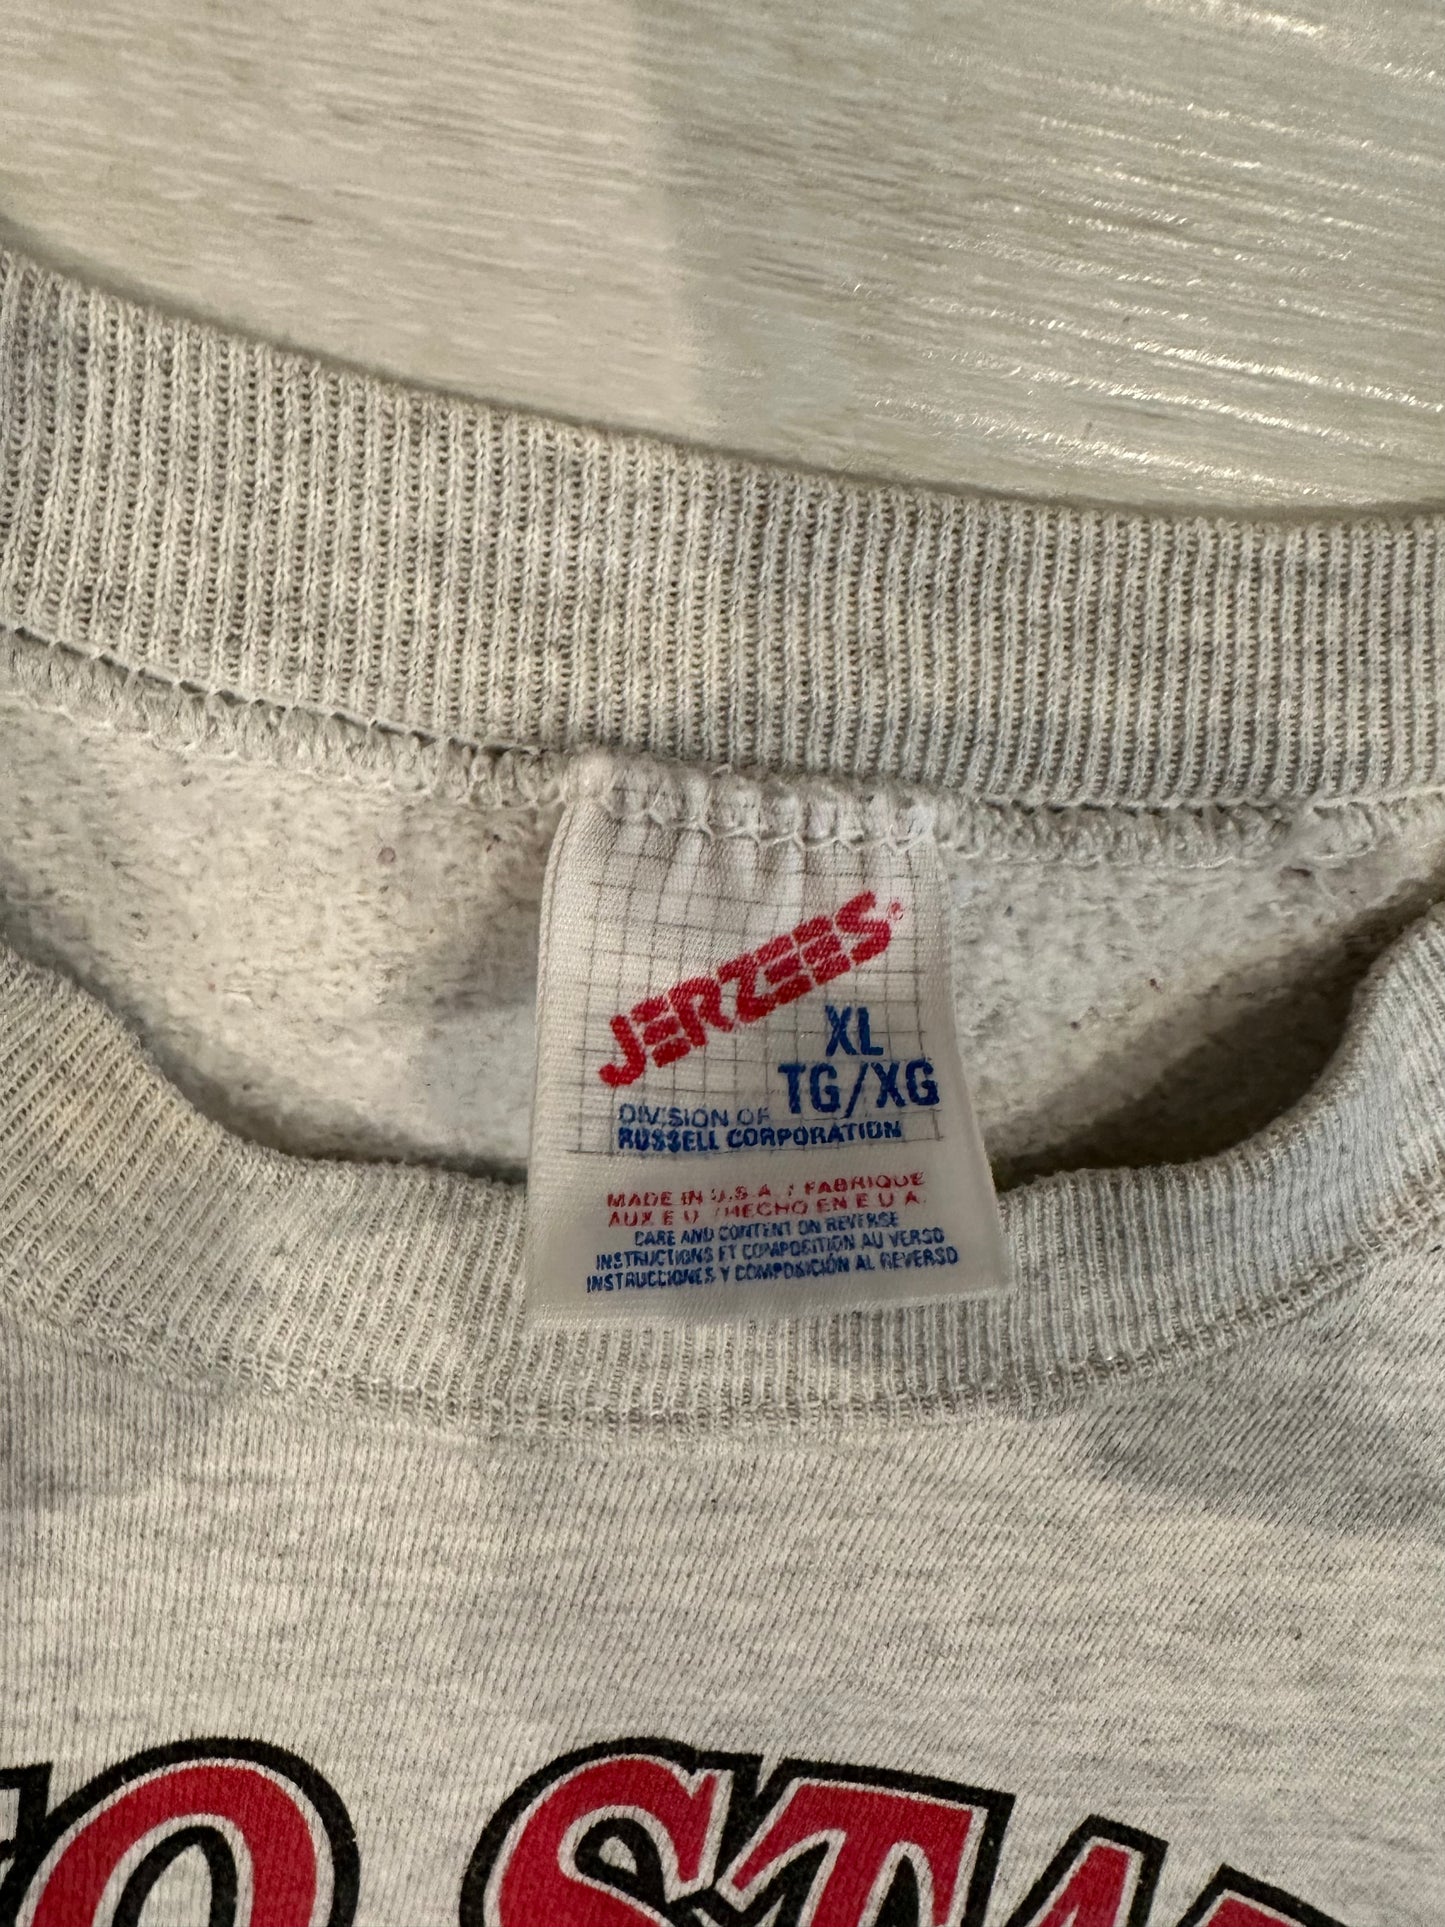 JERZEES
XL
TG/XG
DIVISION OF
RUSSELL CORPORATION
MADE IN U.S.A. / FABRIQUE
AUX E U / HECHO EN E U A.
CARE AND CONTENT ON REVERSE
INSTRUCTIONS ET COMPOSITION AU VERSO
INSTRUCCIONES Y COMPOSICIÓN AL REVERSO
O STA